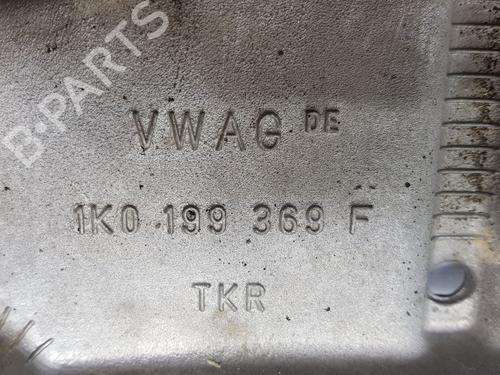 B-PARTS
VWAG DE
1K0 199 369 F
TKR